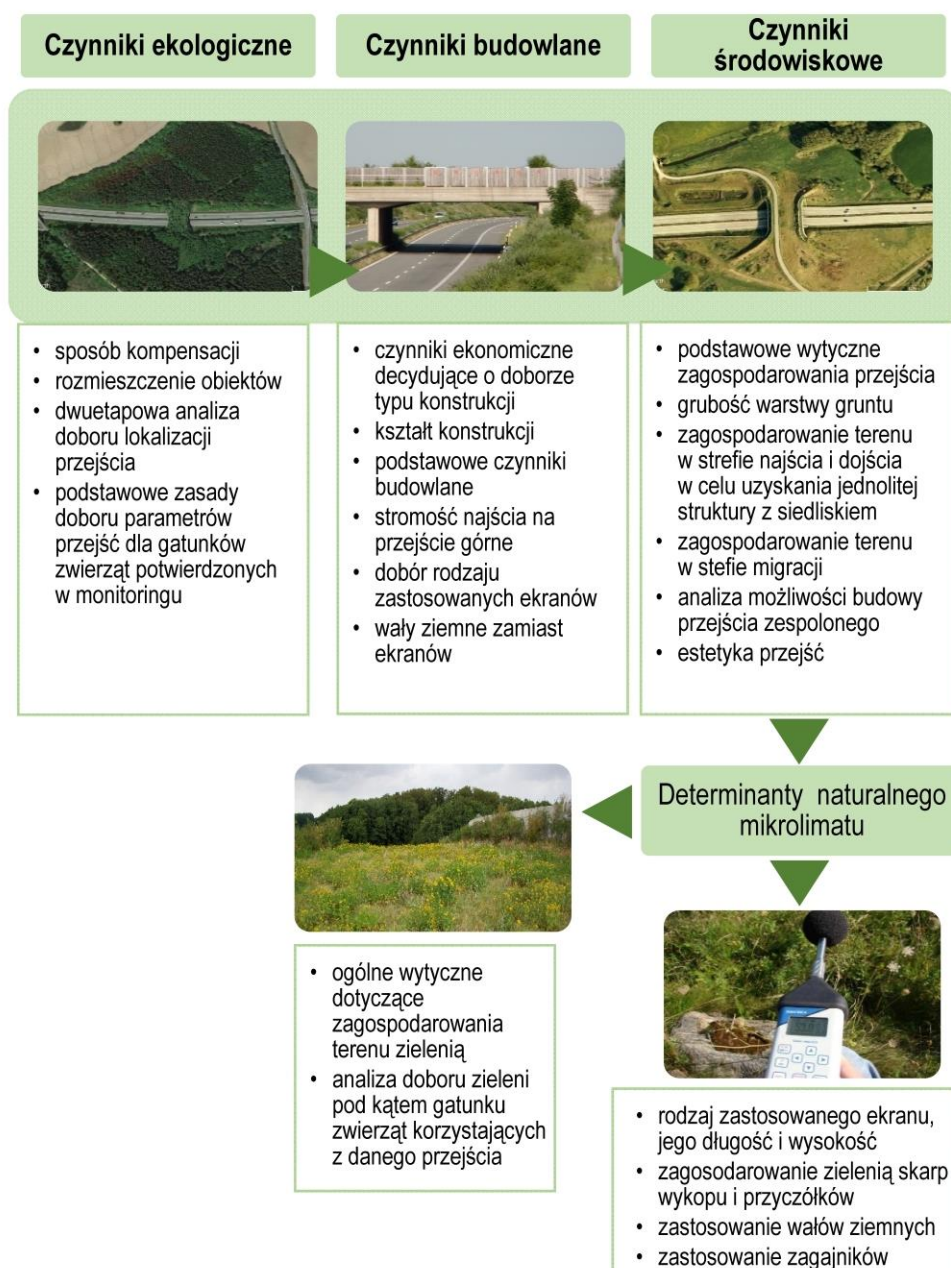 Czynniki ekologiczne
Czynniki budowlane
Czynniki
środowiskowe
• sposób kompensacji
• rozmieszczenie obiektów
• dwuetapowa analiza
doboru lokalizacji
przejścia
• podstawowe zasady
doboru parametrów
przejść dla gatunków
zwierząt potwierdzonych
w monitoringu
• czynniki ekonomiczne
decydujące o doborze
typu konstrukcji
• kształt konstrukcji
• podstawowe czynniki
budowlane
• stromość najścia na
przejście górne
• dobór rodzaju
zastosowanych ekranów
• wały ziemne zamiast
ekranów
• podstawowe wytyczne
zagospodarowania przejścia
• grubość warstwy gruntu
• zagospodarowanie terenu
w strefie najścia i dojścia
w celu uzyskania jednolitej
struktury z siedliskiem
• zagospodarowanie terenu
w stefie migracji
• analiza możliwości budowy
przejścia zespolonego
• estetyka przejść
Determinanty naturalnego
mikrolimatu
• ogólne wytyczne
dotyczące
zagospodarowania
terenu zielenią
• analiza doboru zieleni
pod kątem gatunku
zwierząt korzystających
z danego przejścia
• rodzaj zastosowanego ekranu,
jego długość i wysokość
• zagosodarowanie zielenią skarp
wykopu i przyczółków
• zastosowanie wałów ziemnych
• zastosowanie zagajników